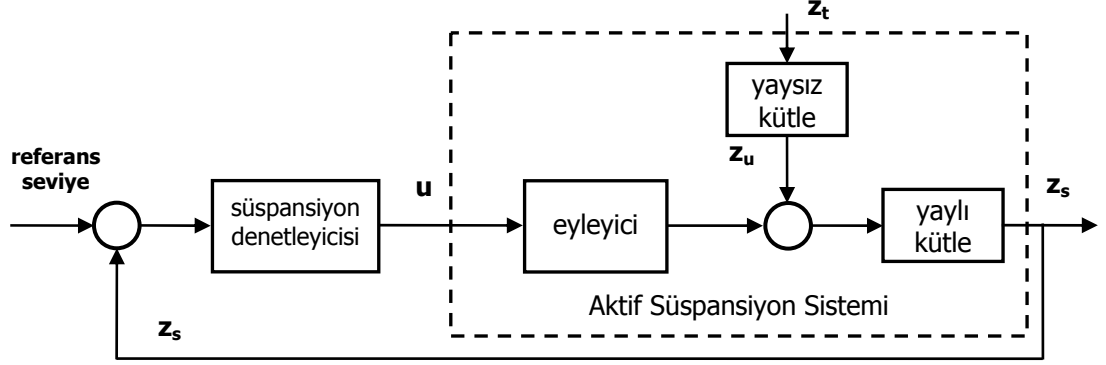 z_t
yaysız
kütle
z_u
referans
seviye
süspansiyon
denetleyicisi
u
eyleyici
yaylı
kütle
z_s
Aktif Süspansiyon Sistemi
z_s